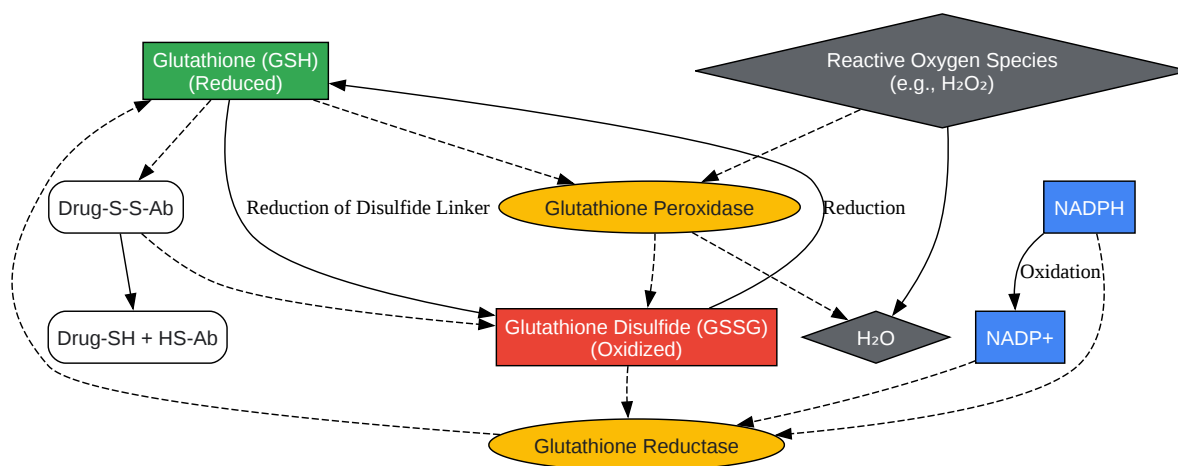 Glutathione (GSH)
(Reduced)
Reactive Oxygen Species
(e.g., H₂O₂)
Drug-S-S-Ab
Reduction of Disulfide Linker
Glutathione Peroxidase
Reduction
NADPH
Oxidation
Drug-SH + HS-Ab
Glutathione Disulfide (GSSG)
(Oxidized)
H₂O
NADP+
Glutathione Reductase